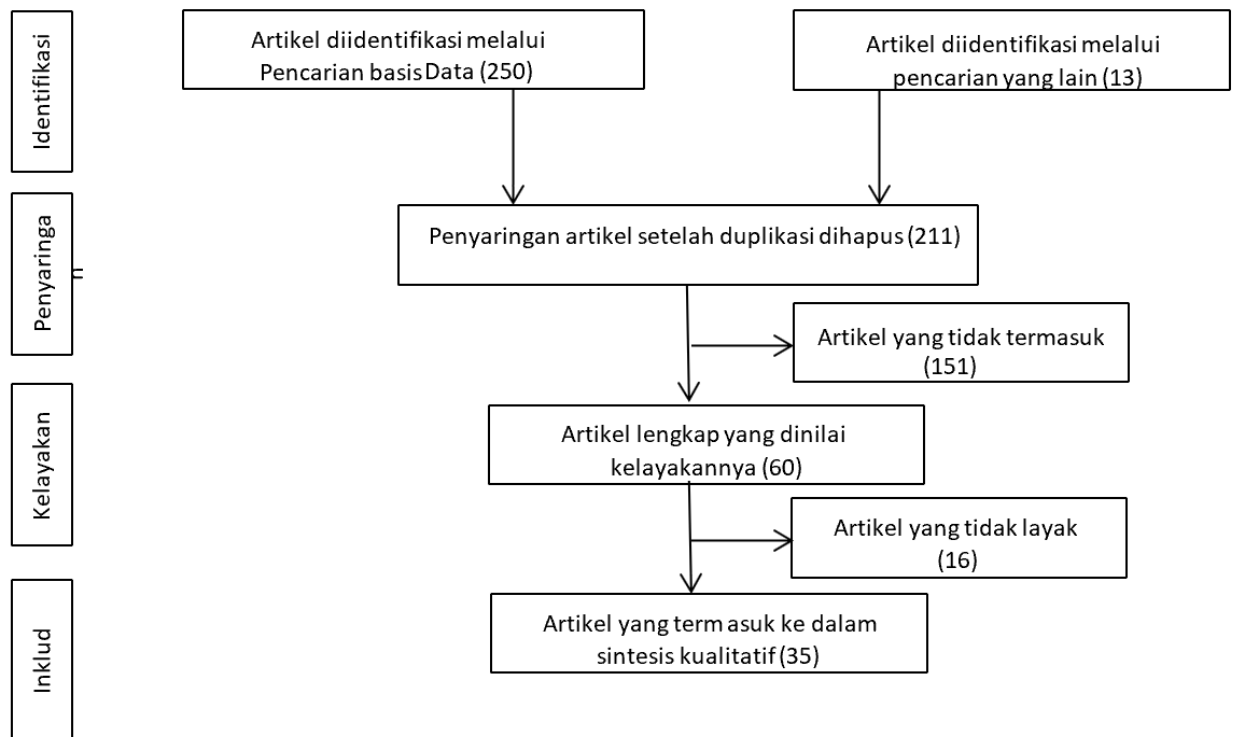 Identifikasi
Artikel diidentifikasi melalui
Pencarian basis Data (250)
Artikel diidentifikasi melalui
pencarian yang lain (13)
Penyaringa
n
Penyaringan artikel setelah duplikasi dihapus (211)
Artikel yang tidak termasuk
(151)
Kelayakan
Artikel lengkap yang dinilai
kelayakannya (60)
Artikel yang tidak layak
(16)
Inklud
Artikel yang term asuk ke dalam
sintesis kualitatif (35)